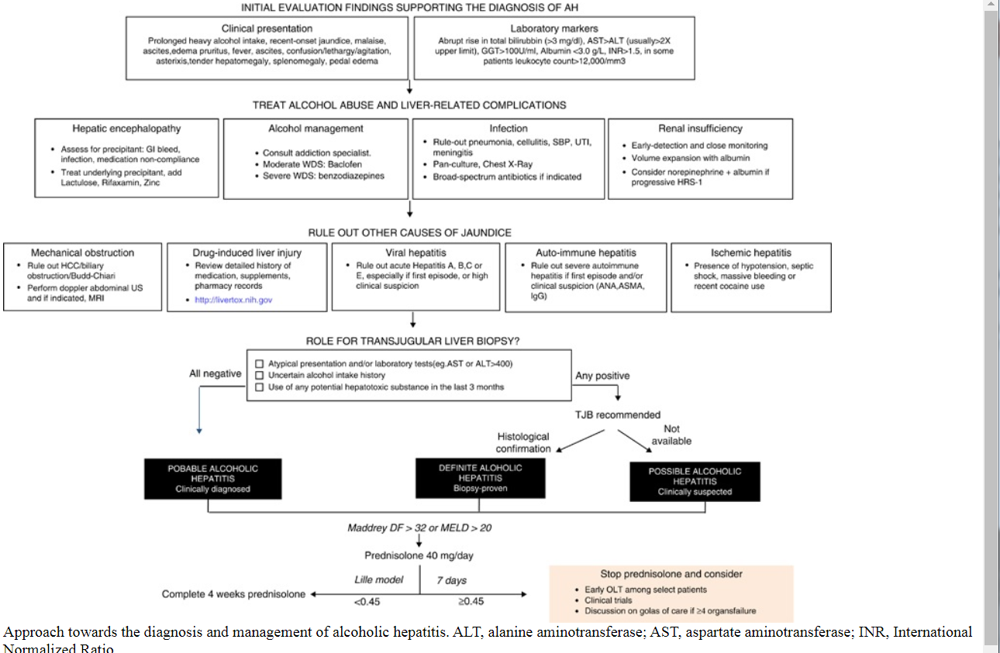 INITIAL EVALUATION FINDINGS SUPPORTING THE DIAGNOSIS OF AH
Clinical presentation
Prolonged heavy alcohol intake, recent-onset jaundice, malaise,
ascites,edema pruritus, fever, ascites, confusion/lethargy/agitation,
asterixis,tender hepatomegaly, splenomegaly, pedal edema
Laboratory markers
Abrupt rise in total bilirubbin (>3 mg/dl), AST>ALT (usually>2X
upper limit), GGT>100U/ml, Albumin <3.0 g/L, INR>1.5, in some
patients leukocyte count>12,000/mm3
TREAT ALCOHOL ABUSE AND LIVER-RELATED COMPLICATIONS
Hepatic encephalopathy
• Assess for precipitant: GI bleed,
infection, medication non-compliance
• Treat underlying precipitant, add
Lactulose, Rifaxamin, Zinc
Alcohol management
• Consult addiction specialist.
• Moderate WDS: Baclofen
• Severe WDS: benzodiazepines
Infection
• Rule-out pneumonia, cellulitis, SBP, UTI,
meningitis
• Pan-culture, Chest X-Ray
• Broad-spectrum antibiotics if indicated
Renal insufficiency
• Early-detection and close monitoring
• Volume expansion with albumin
• Consider norepinephrine + albumin if
progressive HRS-1
RULE OUT OTHER CAUSES OF JAUNDICE
Mechanical obstruction
• Rule out HCC/biliary
obstruction/Budd-Chiari
• Perform doppler abdominal US
and if indicated, MRI
Drug-induced liver injury
• Review detailed history of
medication, supplements,
pharmacy records
• http://livertox.nih.gov
Viral hepatitis
• Rule out acute Hepatitis A, B,C or
E, especially if first episode, or high
clinical suspicion
Auto-immune hepatitis
• Rule out severe autoimmune
hepatitis if first episode and/or
clinical suspicion (ANA,ASMA,
IgG)
Ischemic hepatitis
• Presence of hypotension, septic
shock, massive bleeding or
recent cocaine use
ROLE FOR TRANSJUGULAR LIVER BIOPSY?
Atypical presentation and/or laboratory tests(eg.AST or ALT>400)
Uncertain alcohol intake history
Use of any potential hepatotoxic substance in the last 3 months
All negative
Any positive
TJB recommended
Histological
confirmation
Not
available
POBABLE ALCOHOLIC
HEPATITIS
Clinically diagnosed
DEFINITE ALOHOLIC
HEPATITIS
Biopsy-proven
POSSIBLE ALCOHOLIC
HEPATITIS
Clinically suspected
Maddrey DF > 32 or MELD > 20
Prednisolone 40 mg/day
Lille model 7 days
Complete 4 weeks prednisolone
<0.45 ≥0.45
Stop prednisolone and consider
• Early OLT among select patients
• Clinical trials
• Discussion on golas of care if ≥4 organsfailure
Approach towards the diagnosis and management of alcoholic hepatitis. ALT, alanine aminotransferase; AST, aspartate aminotransferase; INR, International
Normalized Ratio